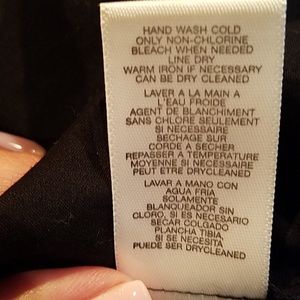 HAND WASH COLD
ONLY NON-CHLORINE
BLEACH WHEN NEEDED
LINE DRY
WARM IRON IF NECESSARY
CAN BE DRY CLEANED
LAVER A LA MAIN A
L'EAU FROIDE
AGENT DE BLANCHIMENT
SANS CHLORE SEULEMENT
SI NECESSAIRE
SECHAGE SUR
CORDE A SECHER
REPASSER A TEMPERATURE
MOYENNE SI NECESSAIRE
PEUT ETRE DRYCLEANED
LAVAR A MANO CON
AGUA FRIA
SOLAMENTE
BLANQUEADOR SIN
CLORO, SI ES NECESARIO
SECAR COLGADO
PLANCHA TIBIA
SI SE NECESITA
PUEDE SER DRYCLEANED